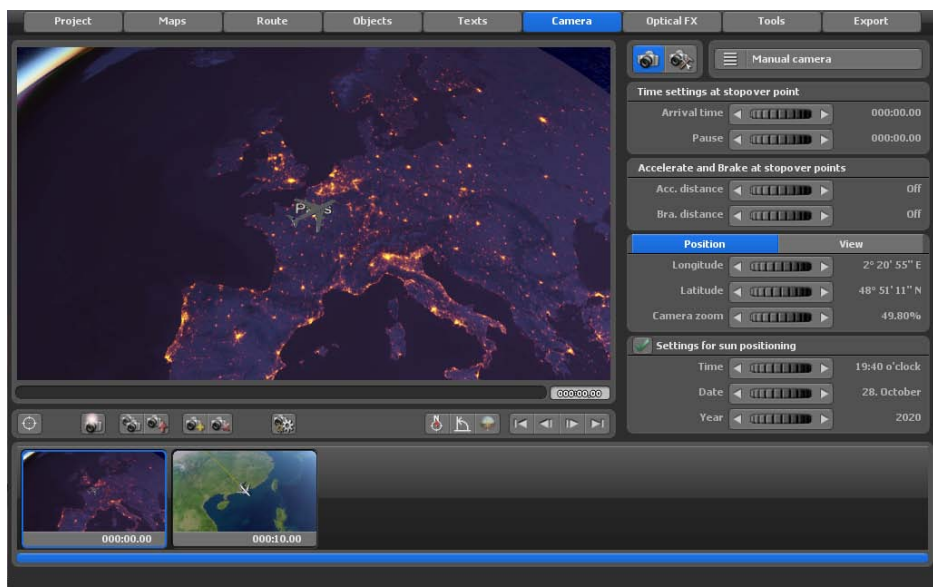 Project Maps Route Objects Texts Camera Optical FX Tools Export
Manual camera
Time settings at stopover point
Arrival time 000:00.00
Pause 000:00.00
Accelerate and Brake at stopover points
Acc. distance Off
Bra. distance Off
Position View
Longitude 2° 20' 55" E
Latitude 48° 51' 11" N
Camera zoom 49.80%
Settings for sun positioning
Time 19:40 o'clock
Date 28. October
Year 2020
000:00.00
N
000:00.00 000:10.00